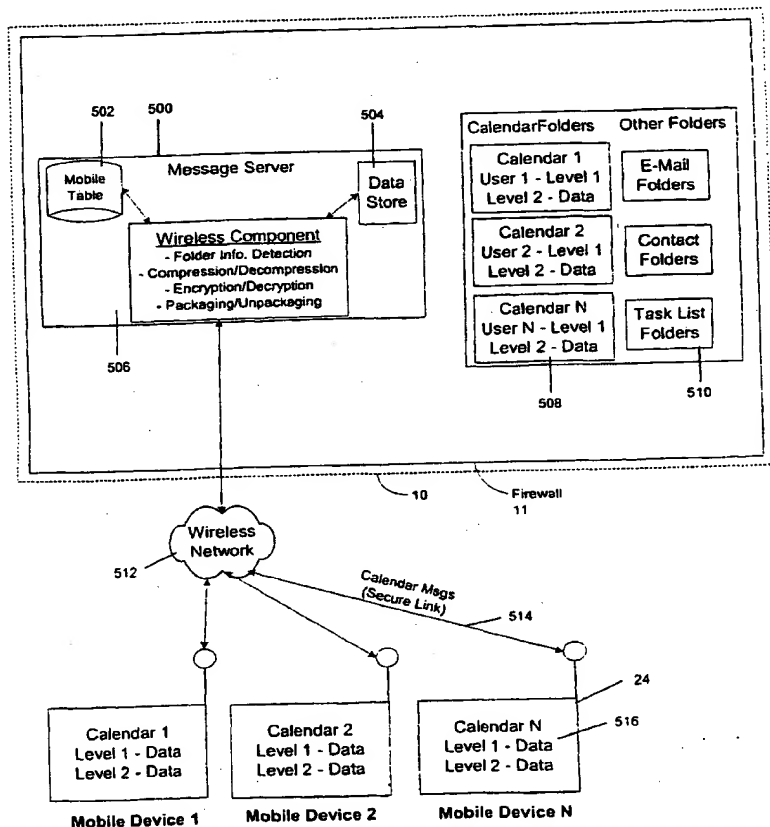 502
500
504
Message Server
Mobile
Table
Data
Store
Wireless Component
- Folder Info. Detection
- Compression/Decompression
- Encryption/Decryption
- Packaging/Unpackaging
506
CalendarFolders
Other Folders
Calendar 1
User 1 - Level 1
Level 2 - Data
E-Mail
Folders
Calendar 2
User 2 - Level 1
Level 2 - Data
Contact
Folders
Calendar N
User N - Level 1
Level 2 - Data
Task List
Folders
508
510
10
Firewall
11
Wireless
Network
512
Calendar Msgs
(Secure Link)
514
24
516
Calendar 1
Level 1 - Data
Level 2 - Data
Calendar 2
Level 1 - Data
Level 2 - Data
Calendar N
Level 1 - Data
Level 2 - Data
Mobile Device 1
Mobile Device 2
Mobile Device N